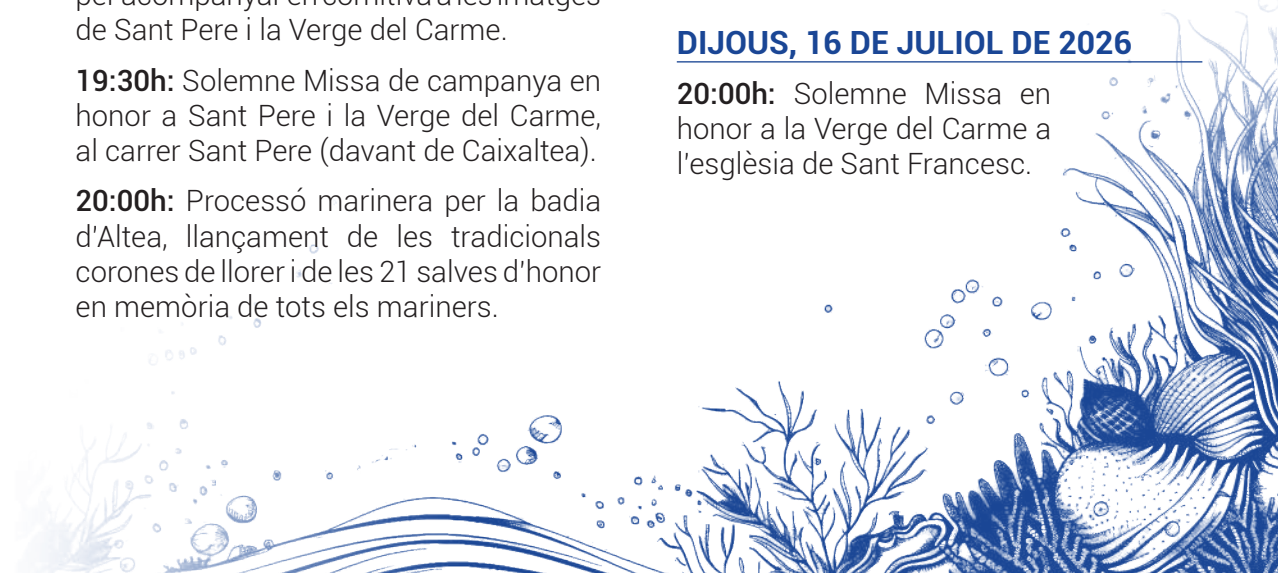 de Sant Pere i la Verge del Carme.
19:30h: Solemne Missa de campanya en
honor a Sant Pere i la Verge del Carme,
al carrer Sant Pere (davant de Caixaltea).
20:00h: Processó marinera per la badia
d'Altea, llançament de les tradicionals
corones de llorer i de les 21 salves d'honor
en memòria de tots els mariners.
DIJOUS, 16 DE JULIOL DE 2026
20:00h: Solemne Missa en
honor a la Verge del Carme a
l'esglèsia de Sant Francesc.